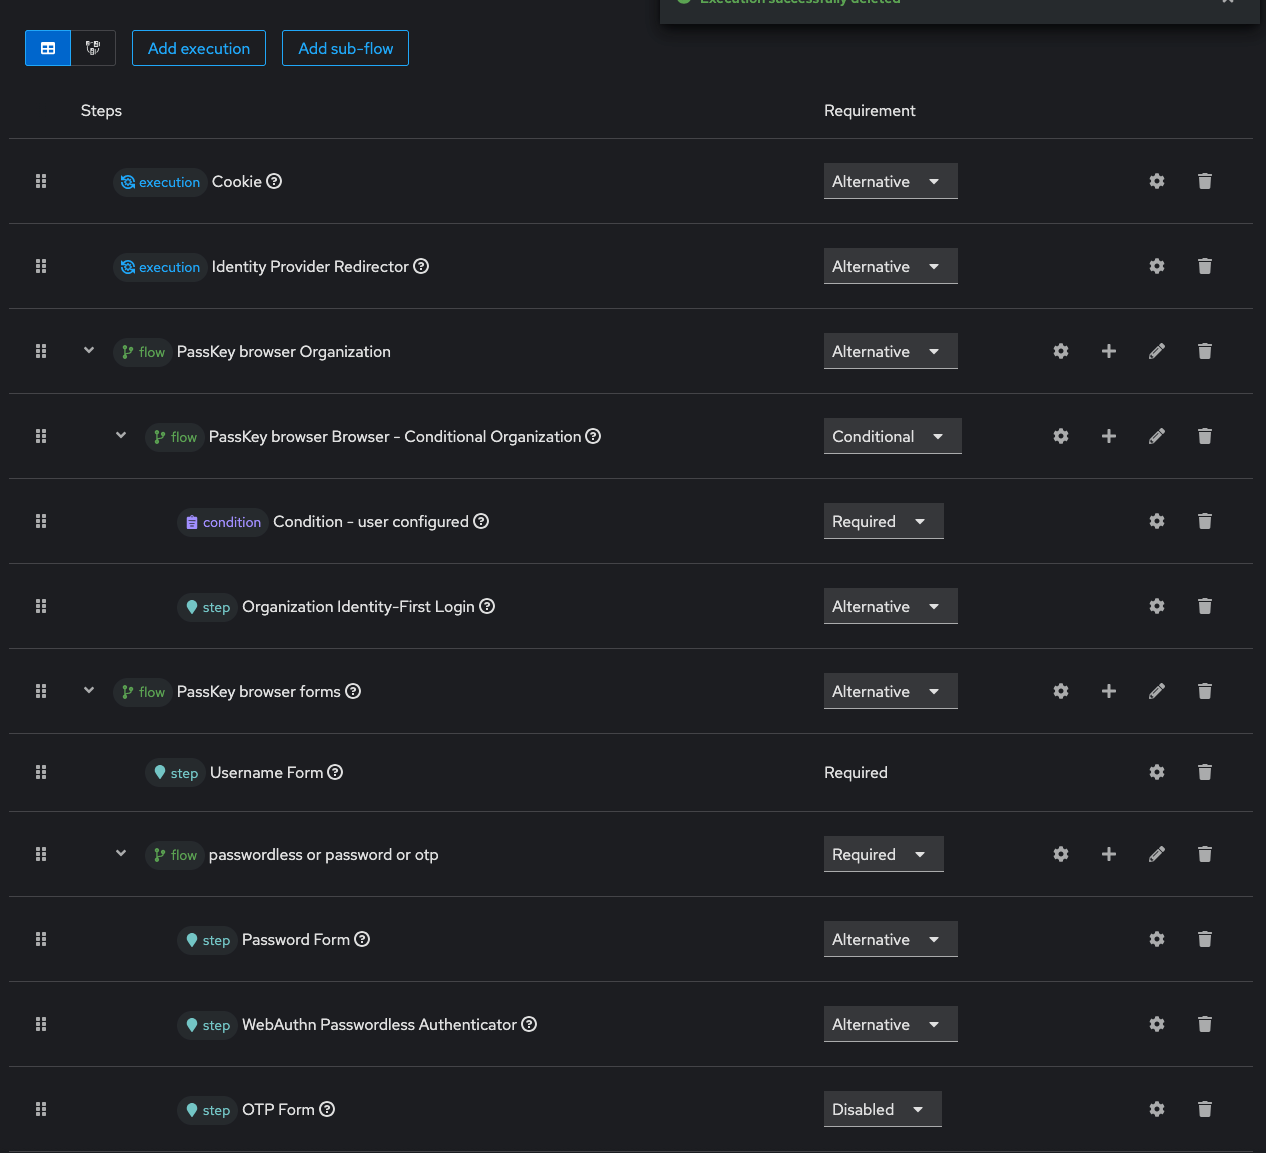 Execution successfully deleted
Add execution Add sub-flow
Steps Requirement
execution Cookie Alternative
execution Identity Provider Redirector Alternative
flow PassKey browser Organization Alternative
flow PassKey browser Browser - Conditional Organization Conditional
condition Condition - user configured Required
step Organization Identity-First Login Alternative
flow PassKey browser forms Alternative
step Username Form Required
flow passwordless or password or otp Required
step Password Form Alternative
step WebAuthn Passwordless Authenticator Alternative
step OTP Form Disabled